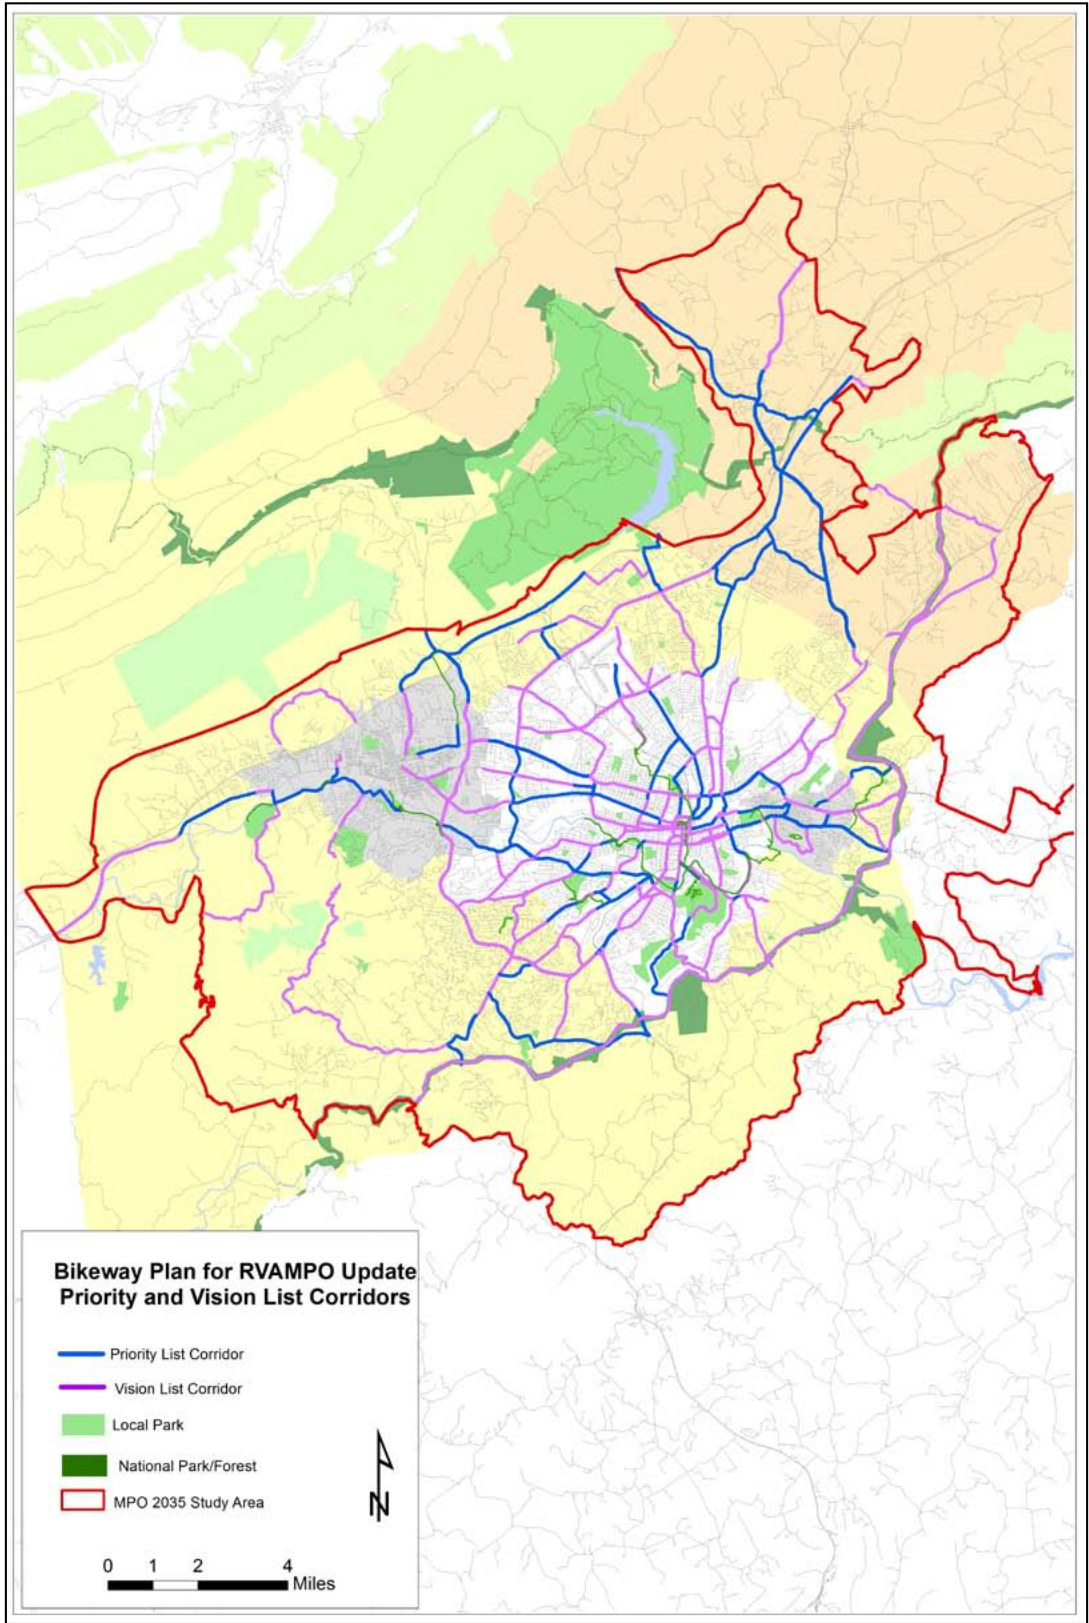 Bikeway Plan for RVAMPO Update
Priority and Vision List Corridors
Priority List Corridor
Vision List Corridor
Local Park
National Park/Forest
MPO 2035 Study Area
N
0 1 2 4
Miles